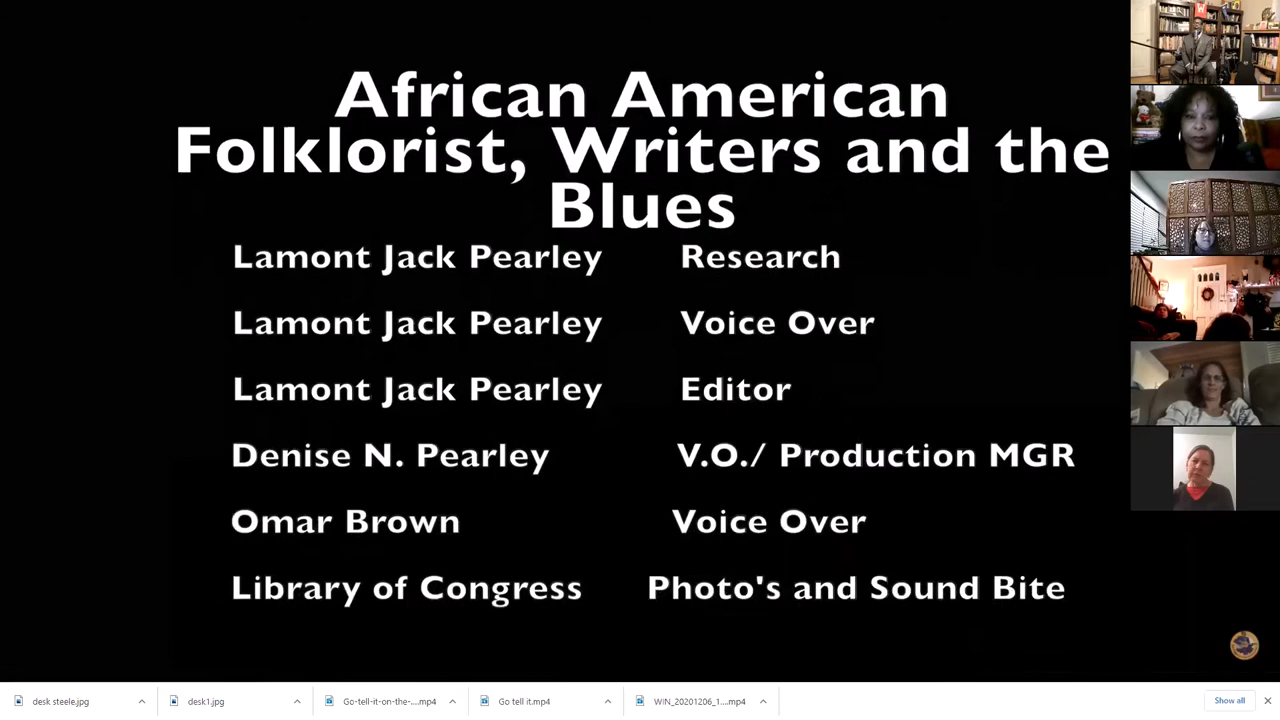 African American
Folklorist, Writers and the
Blues
Lamont Jack Pearley Research
Lamont Jack Pearley Voice Over
Lamont Jack Pearley Editor
Denise N. Pearley V.O./ Production MGR
Omar Brown Voice Over
Library of Congress Photo's and Sound Bite
desk steele.jpg desk1.jpg Go-tell-it-on-the-....mp4 Go tell it.mp4 WIN_20201206_1....mp4 Show all